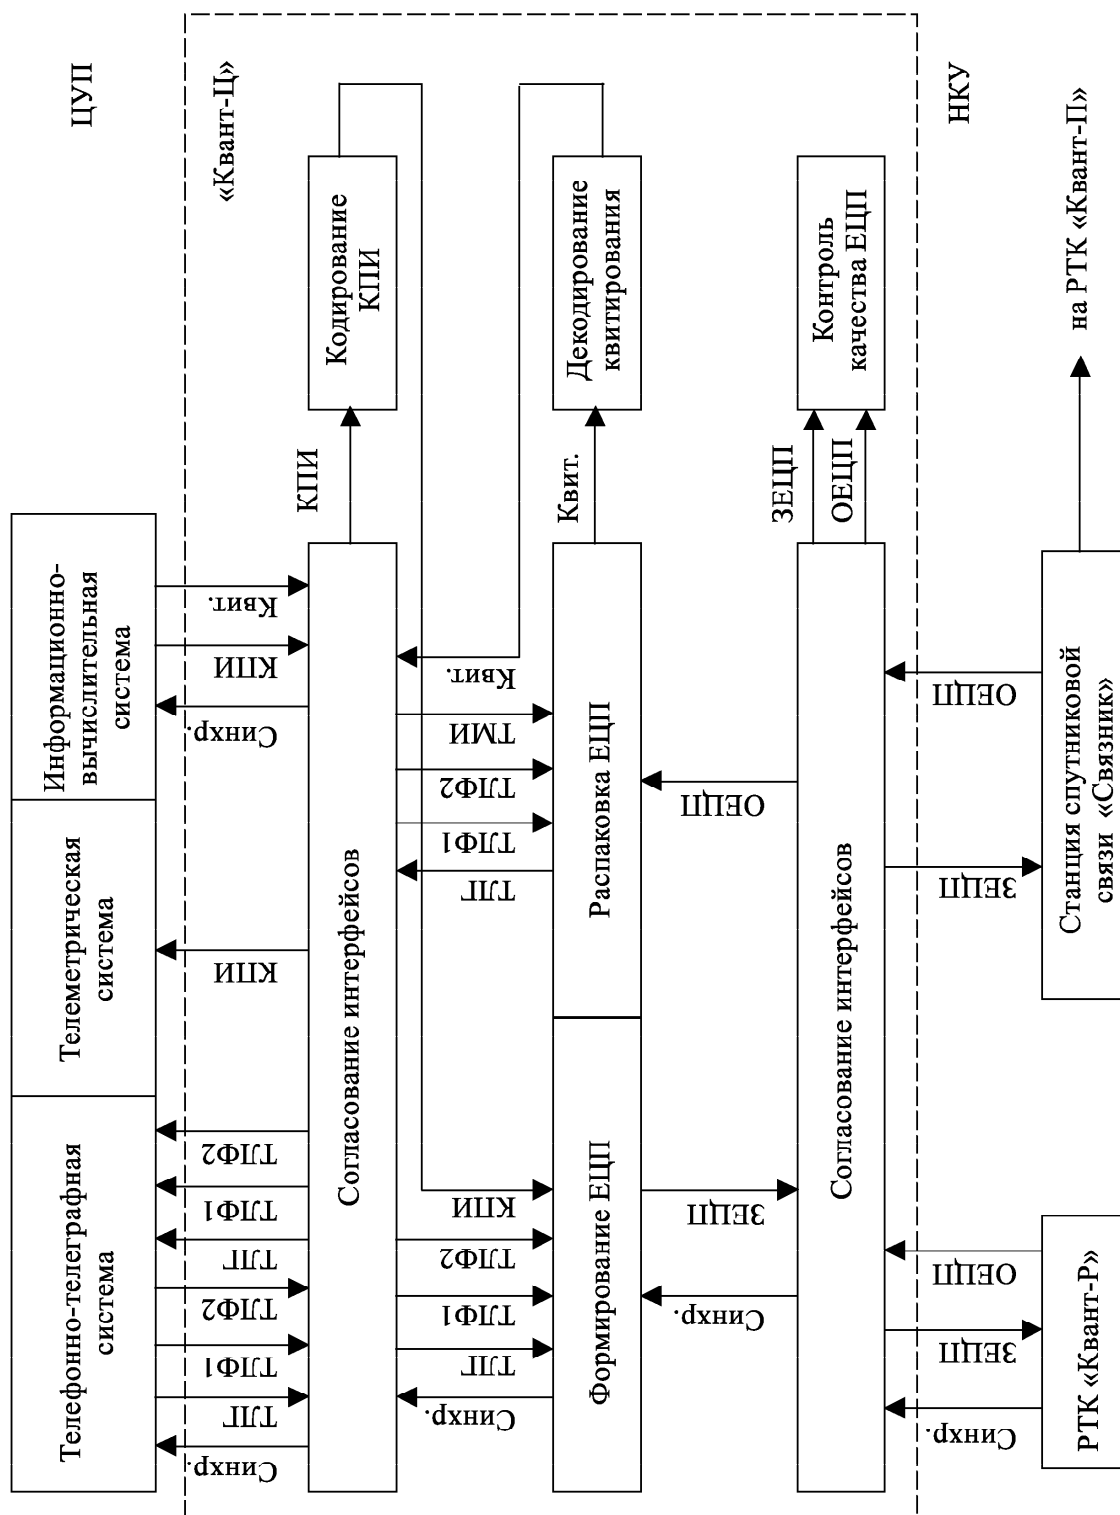 ЦУП
Телефонно-телеграфная
система
Телеметрическая
система
Информационно-
вычислительная
система
«Квант-Ц»
Синхр.
ТЛГ
ТЛФ1
ТЛФ2
ТЛГ
ТЛФ1
ТЛФ2
КПИ
Синхр.
КПИ
Квит.
Согласование интерфейсов
КПИ
Кодирование
КПИ
Синхр.
ТЛГ
ТЛФ1
ТЛФ2
КПИ
ТЛГ
ТЛФ1
ТЛФ2
ТМИ
Квит.
Формирование ЕЦП
Распаковка ЕЦП
Квит.
Декодирование
квитирования
Синхр.
ЗЕЦП
ОЕЦП
Согласование интерфейсов
ЗЕЦП
ОЕЦП
Контроль
качества ЕЦП
НКУ
Синхр.
ЗЕЦП
ОЕЦП
ЗЕЦП
ОЕЦП
РТК «Квант-Р»
Станция спутниковой
связи «Связник»
на РТК «Квант-П»